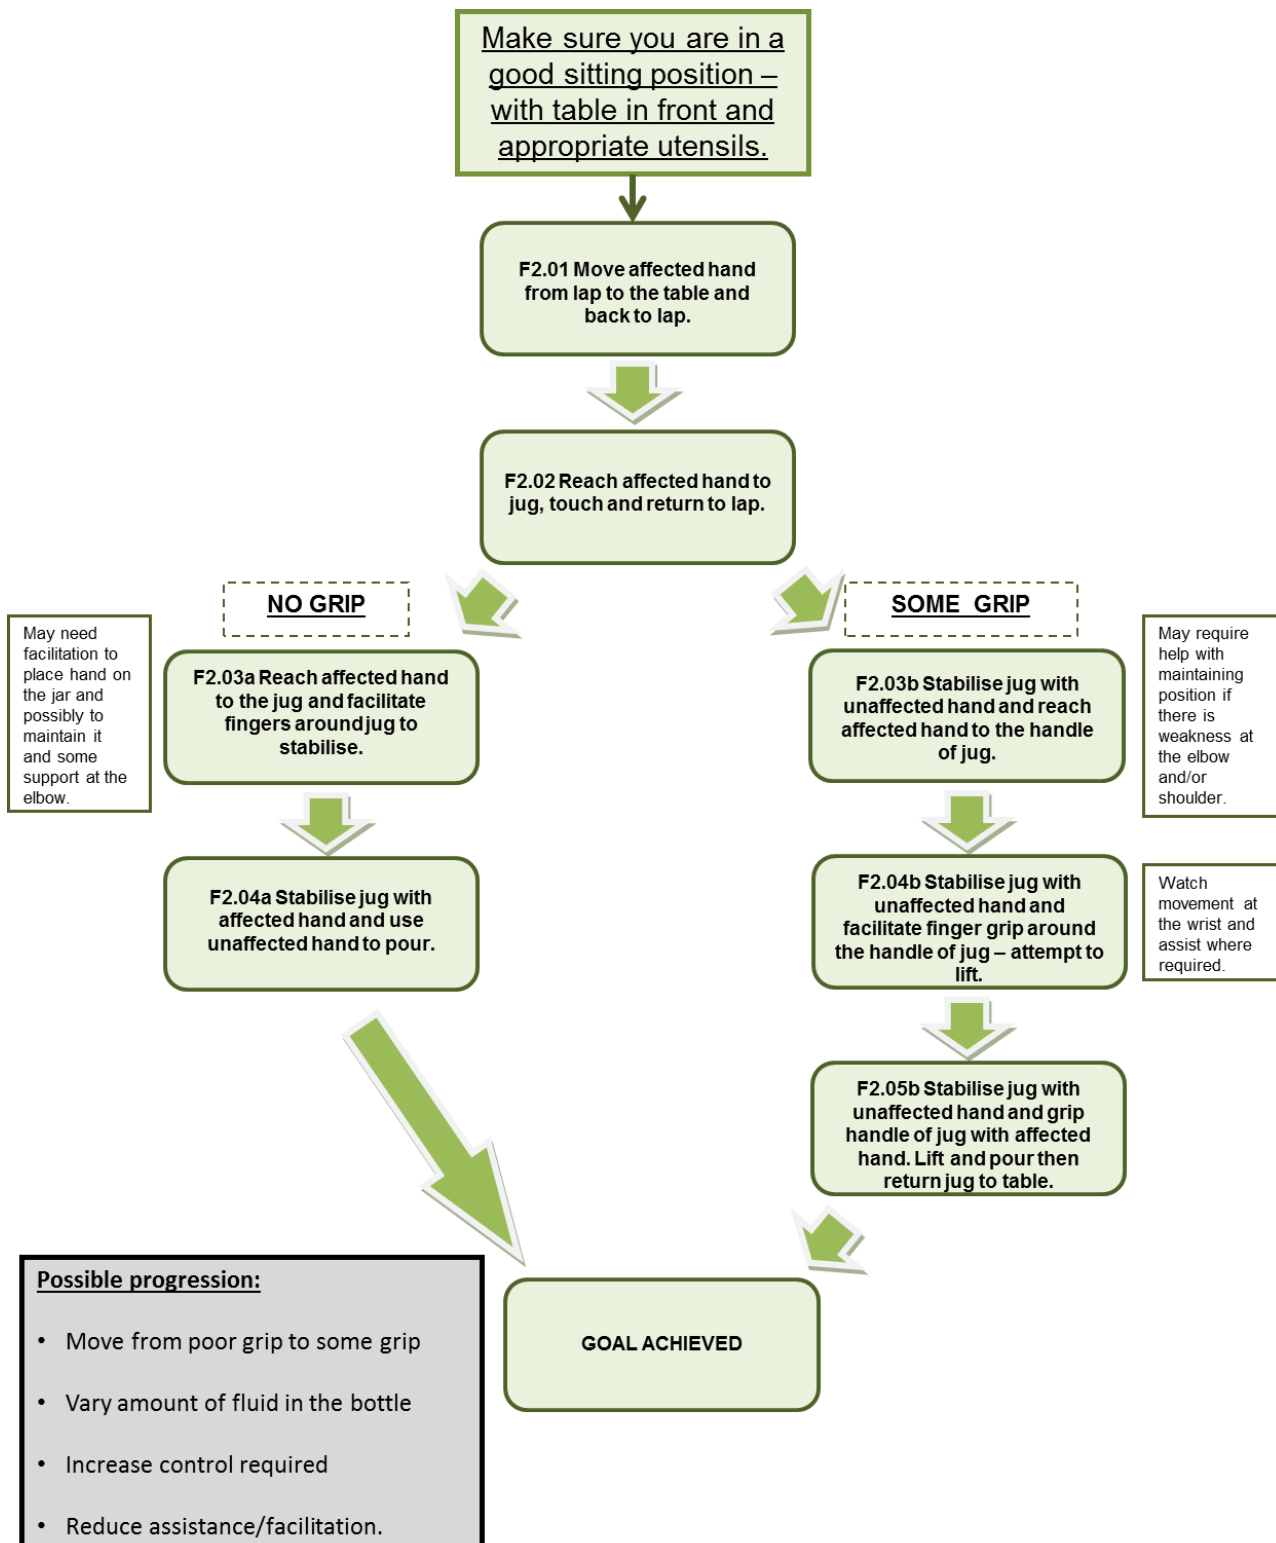 Make sure you are in a
good sitting position –
with table in front and
appropriate utensils.
F2.01 Move affected hand
from lap to the table and
back to lap.
F2.02 Reach affected hand to
jug, touch and return to lap.
NO GRIP
SOME  GRIP
May need
facilitation to
place hand on
the jar and
possibly to
maintain it
and some
support at the
elbow.
F2.03a Reach affected hand
to the jug and facilitate
fingers around jug to
stabilise.
F2.03b Stabilise jug with
unaffected hand and reach
affected hand to the handle
of jug.
May require
help with
maintaining
position if
there is
weakness at
the elbow
and/or
shoulder.
F2.04a Stabilise jug with
affected hand and use
unaffected hand to pour.
F2.04b Stabilise jug with
unaffected hand and
facilitate finger grip around
the handle of jug – attempt to
lift.
Watch
movement at
the wrist and
assist where
required.
F2.05b Stabilise jug with
unaffected hand and grip
handle of jug with affected
hand. Lift and pour then
return jug to table.
Possible progression:
• Move from poor grip to some grip
• Vary amount of fluid in the bottle
• Increase control required
• Reduce assistance/facilitation.
GOAL ACHIEVED